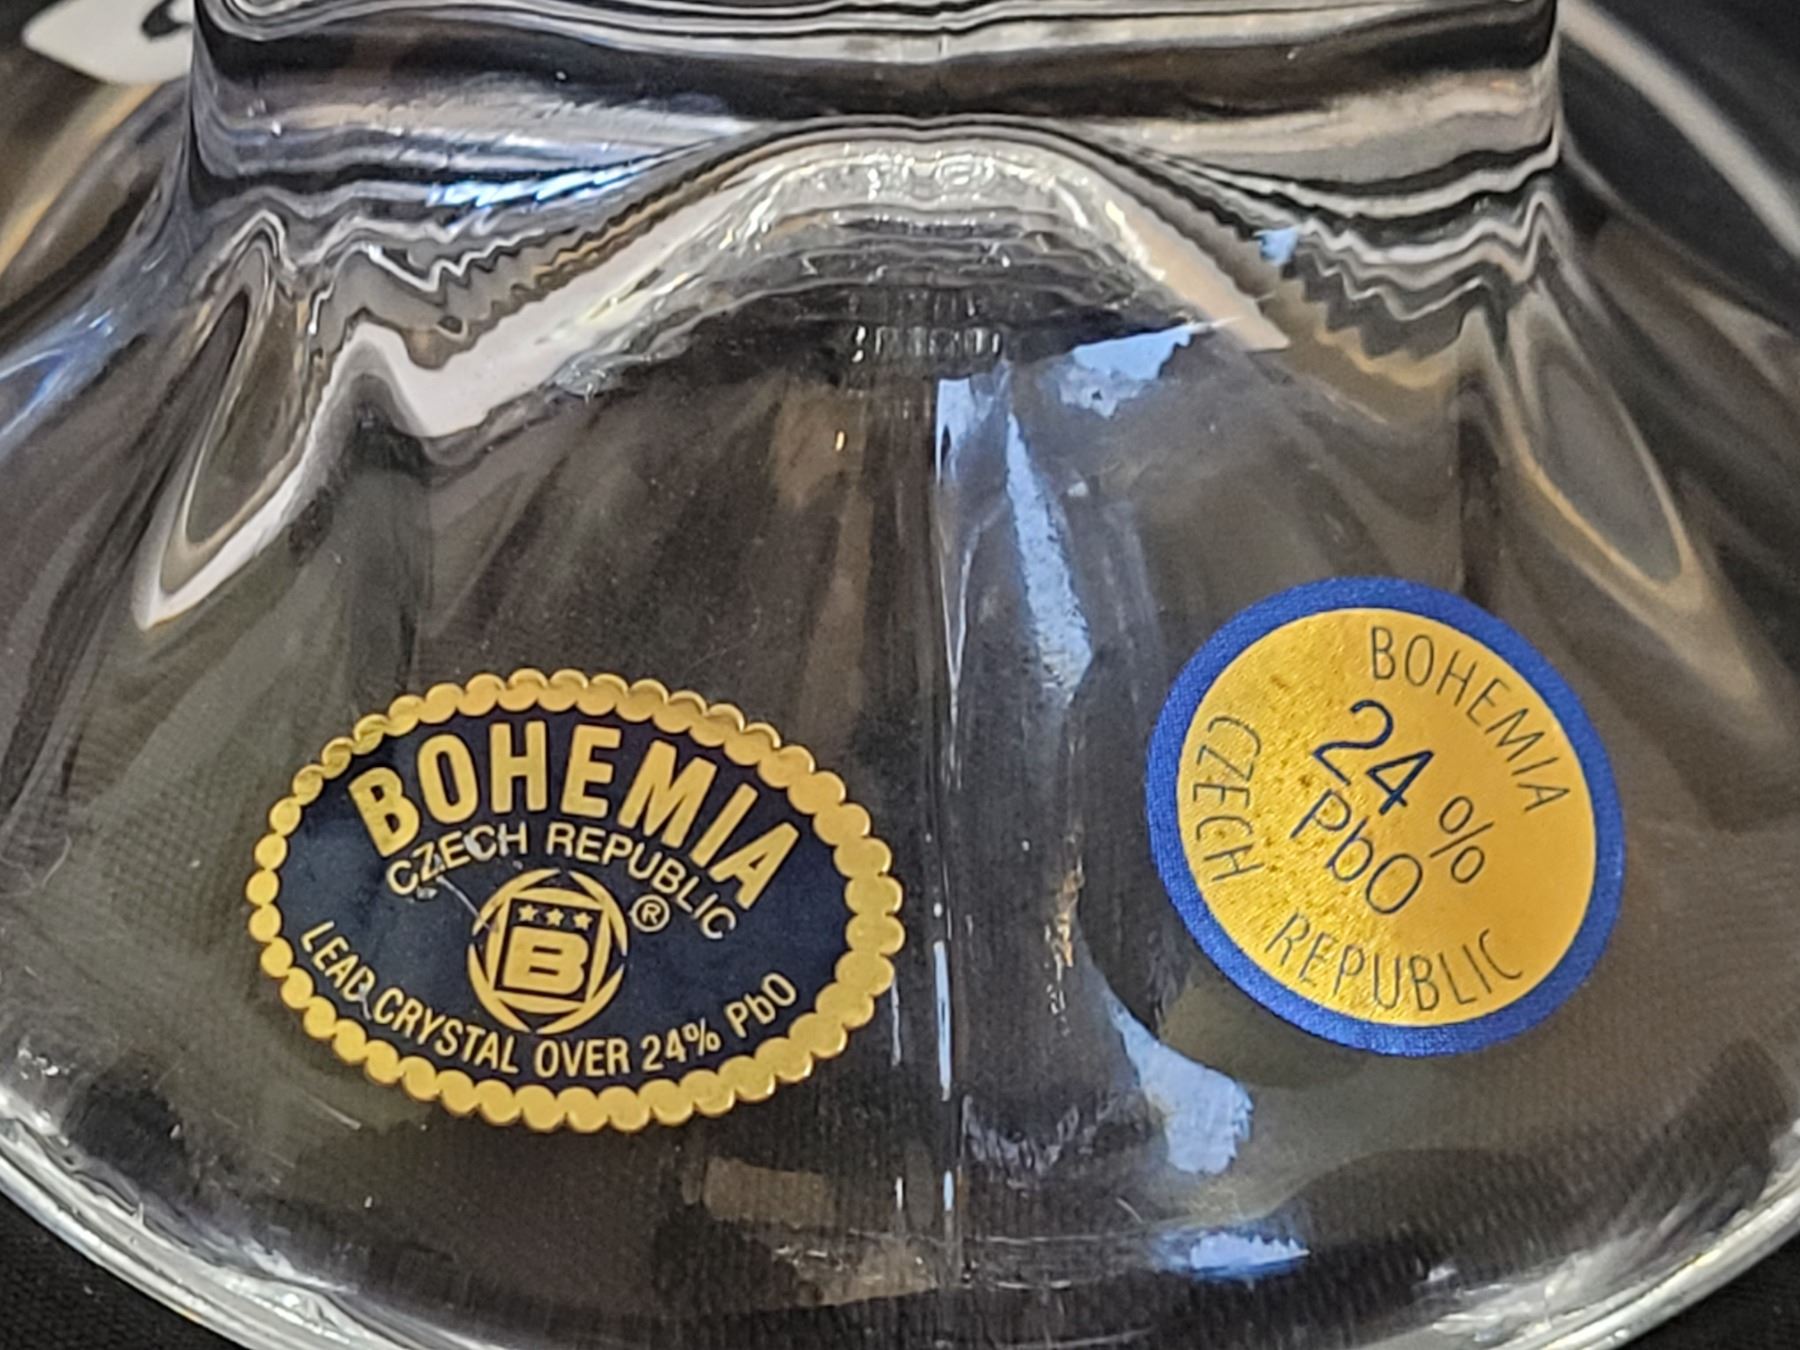 BOHEMIA
CZECH REPUBLIC
B ®
LEAD CRYSTAL OVER 24% PbO
BOHEMIA
24 %
PbO
CZECH REPUBLIC